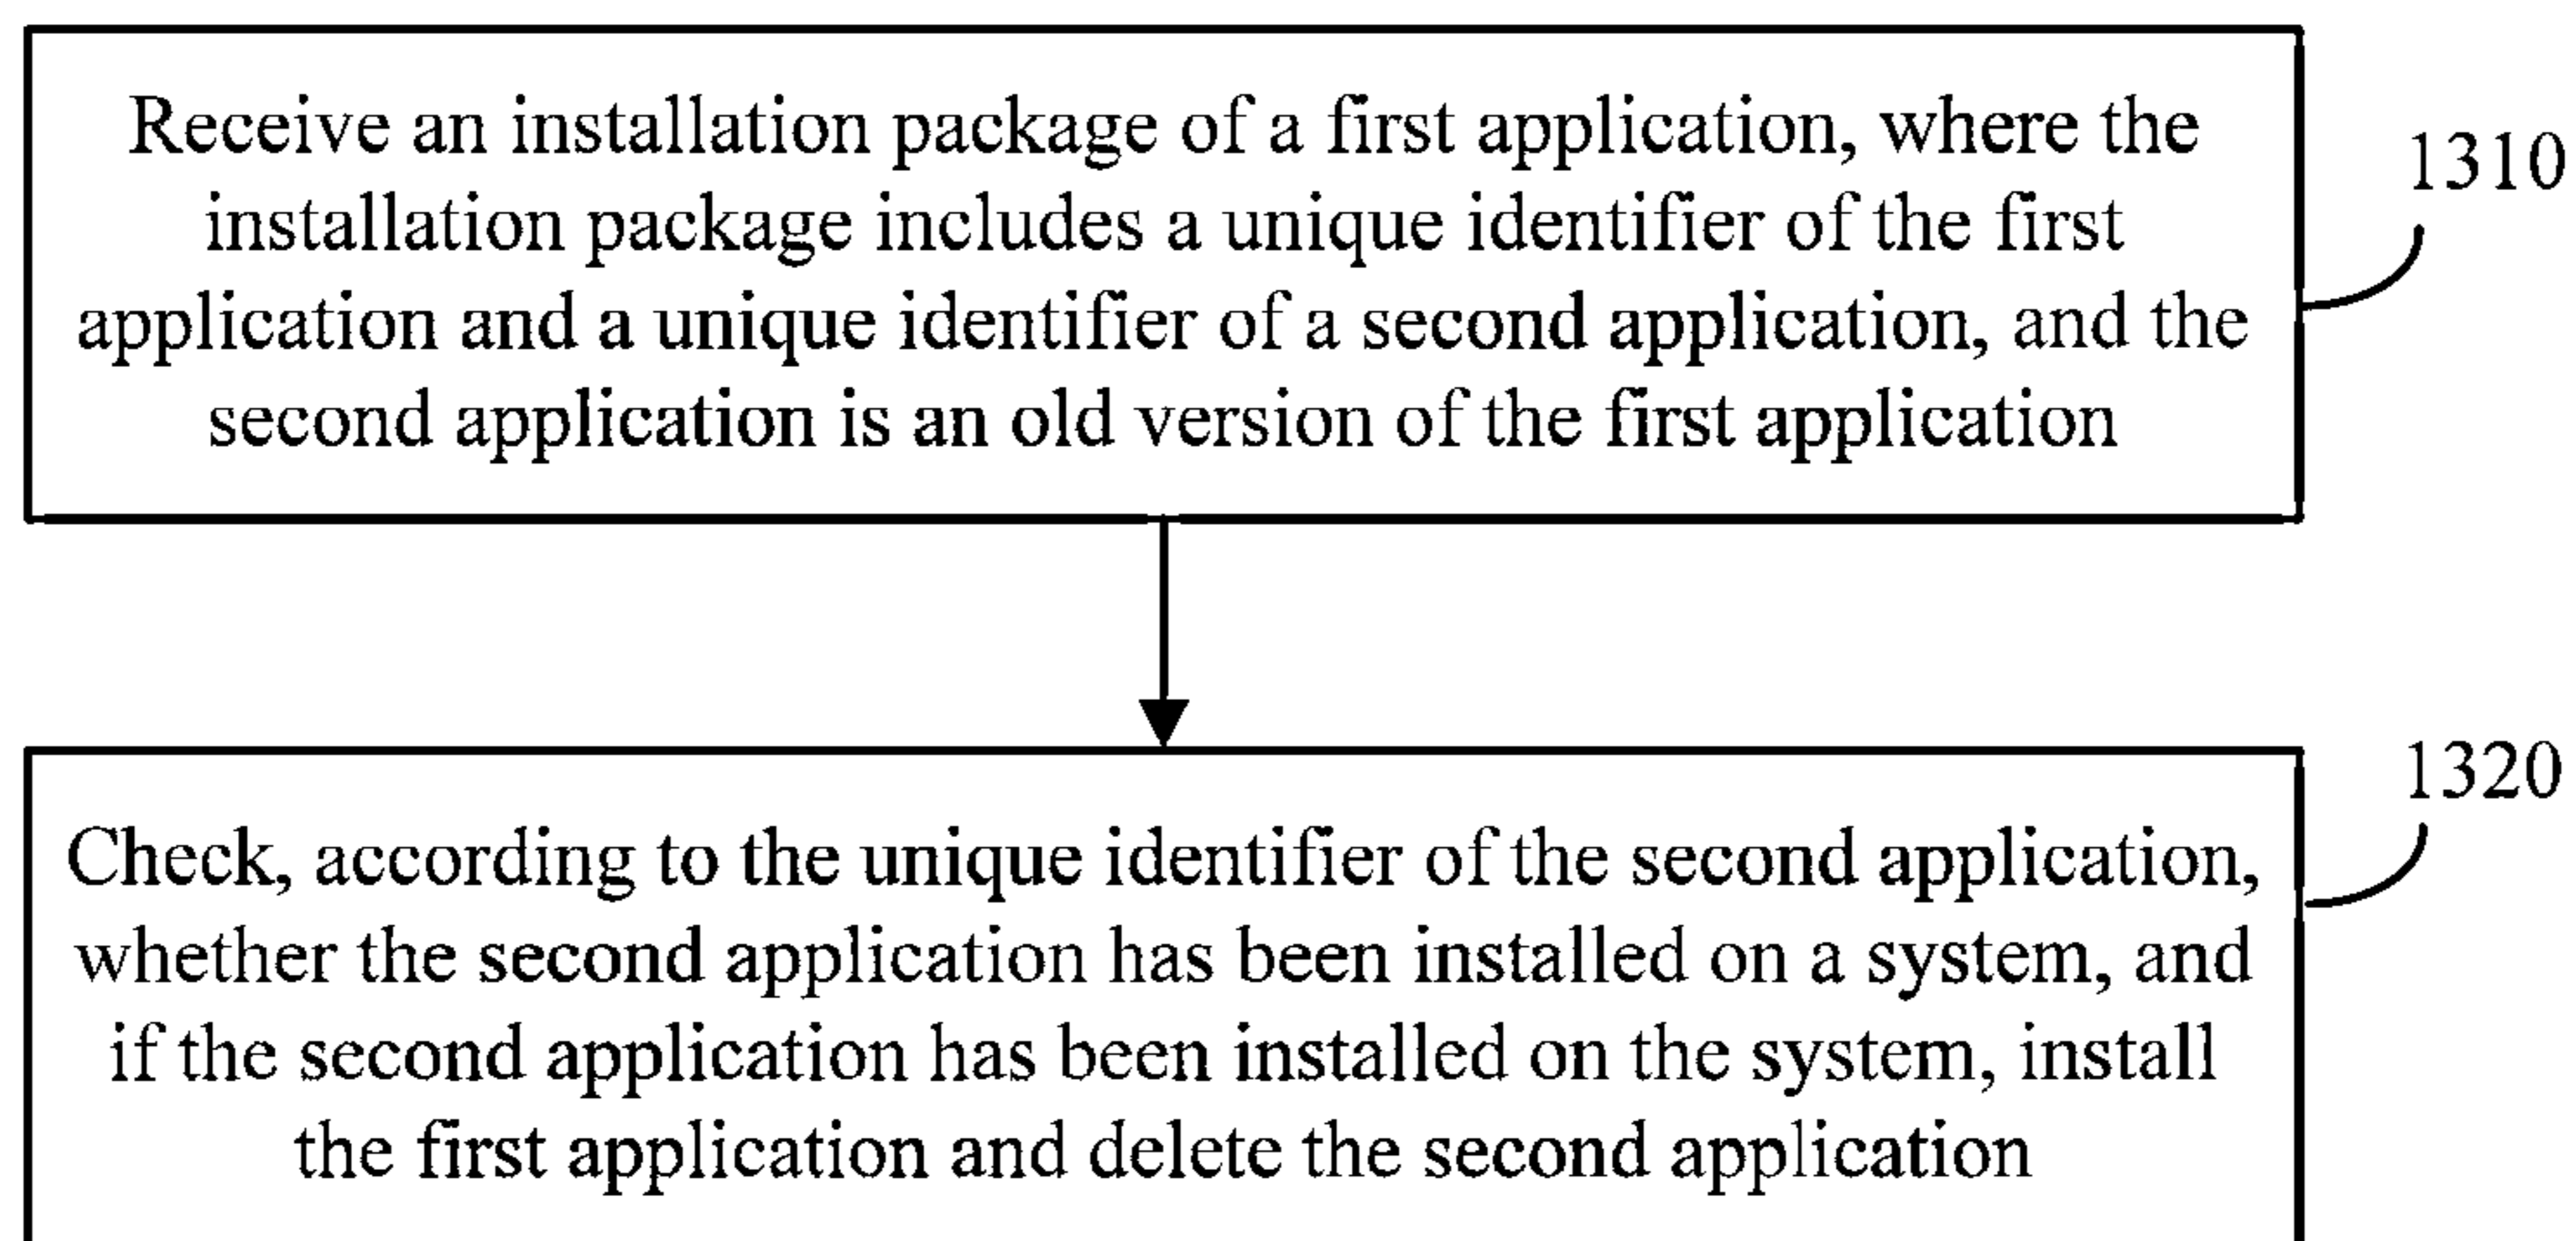 Receive an installation package of a first application, where the
installation package includes a unique identifier of the first
application and a unique identifier of a second application, and the
second application is an old version of the first application
1310
1320
Check, according to the unique identifier of the second application,
whether the second application has been installed on a system, and
if the second application has been installed on the system, install
the first application and delete the second application